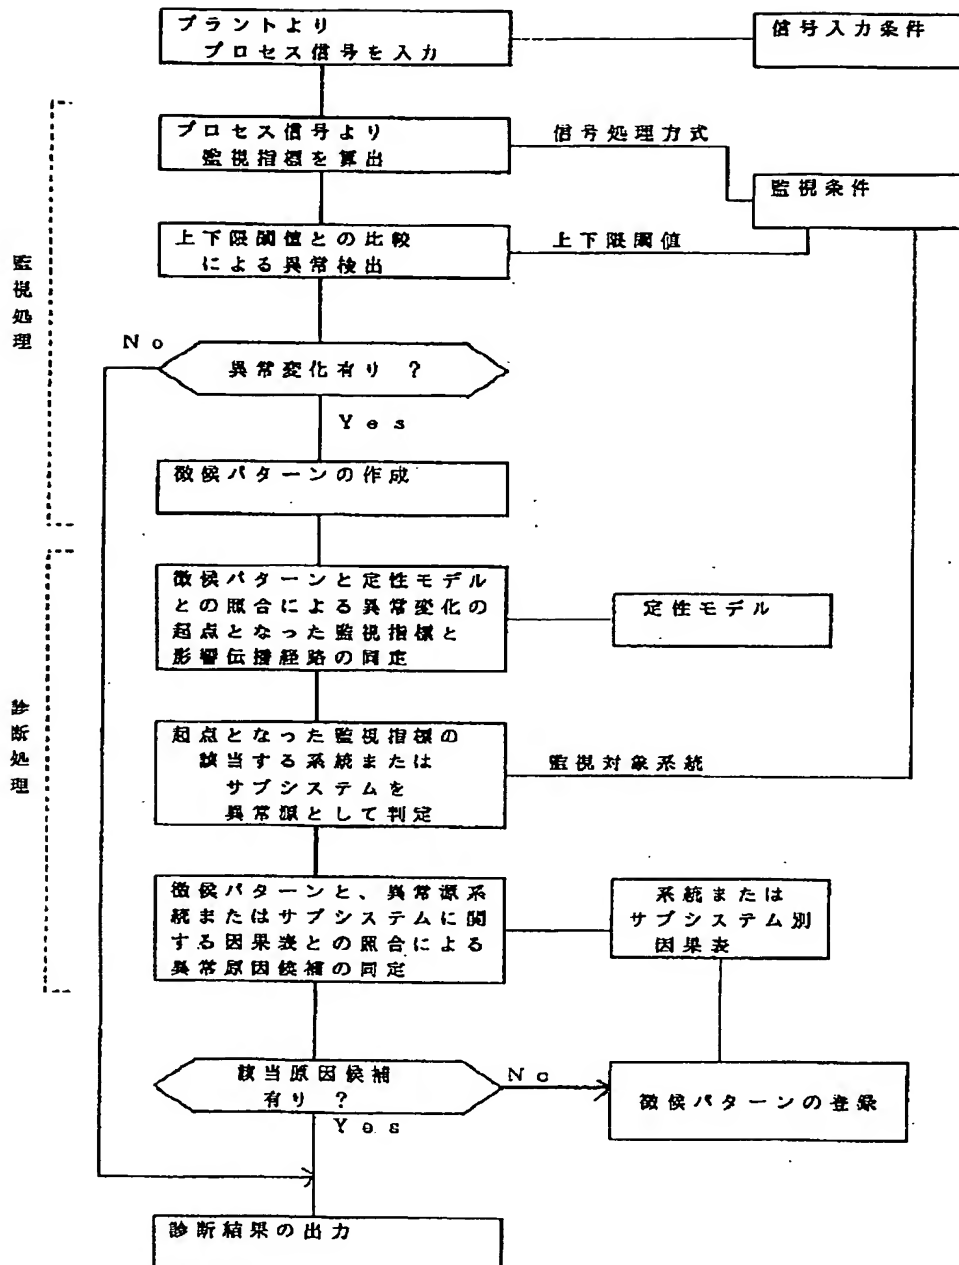 プラントより
プロセス信号を入力
信号入力条件
プロセス信号より
監視指標を算出
信号処理方式
監視条件
上下限閾値との比較
による異常検出
上下限閾値
監視処理
No
異常変化有り ?
Yes
徴候パターンの作成
徴候パターンと定性モデル
との照合による異常変化の
起点となった監視指標と
影響伝播経路の同定
定性モデル
診断処理
起点となった監視指標の
該当する系統または
サブシステムを
異常源として判定
監視対象系統
徴候パターンと、異常源系
統またはサブシステムに関
する因果表との照合による
異常原因候補の同定
系統または
サブシステム別
因果表
該当原因候補
有り ?
No
徴候パターンの登録
Yes
診断結果の出力